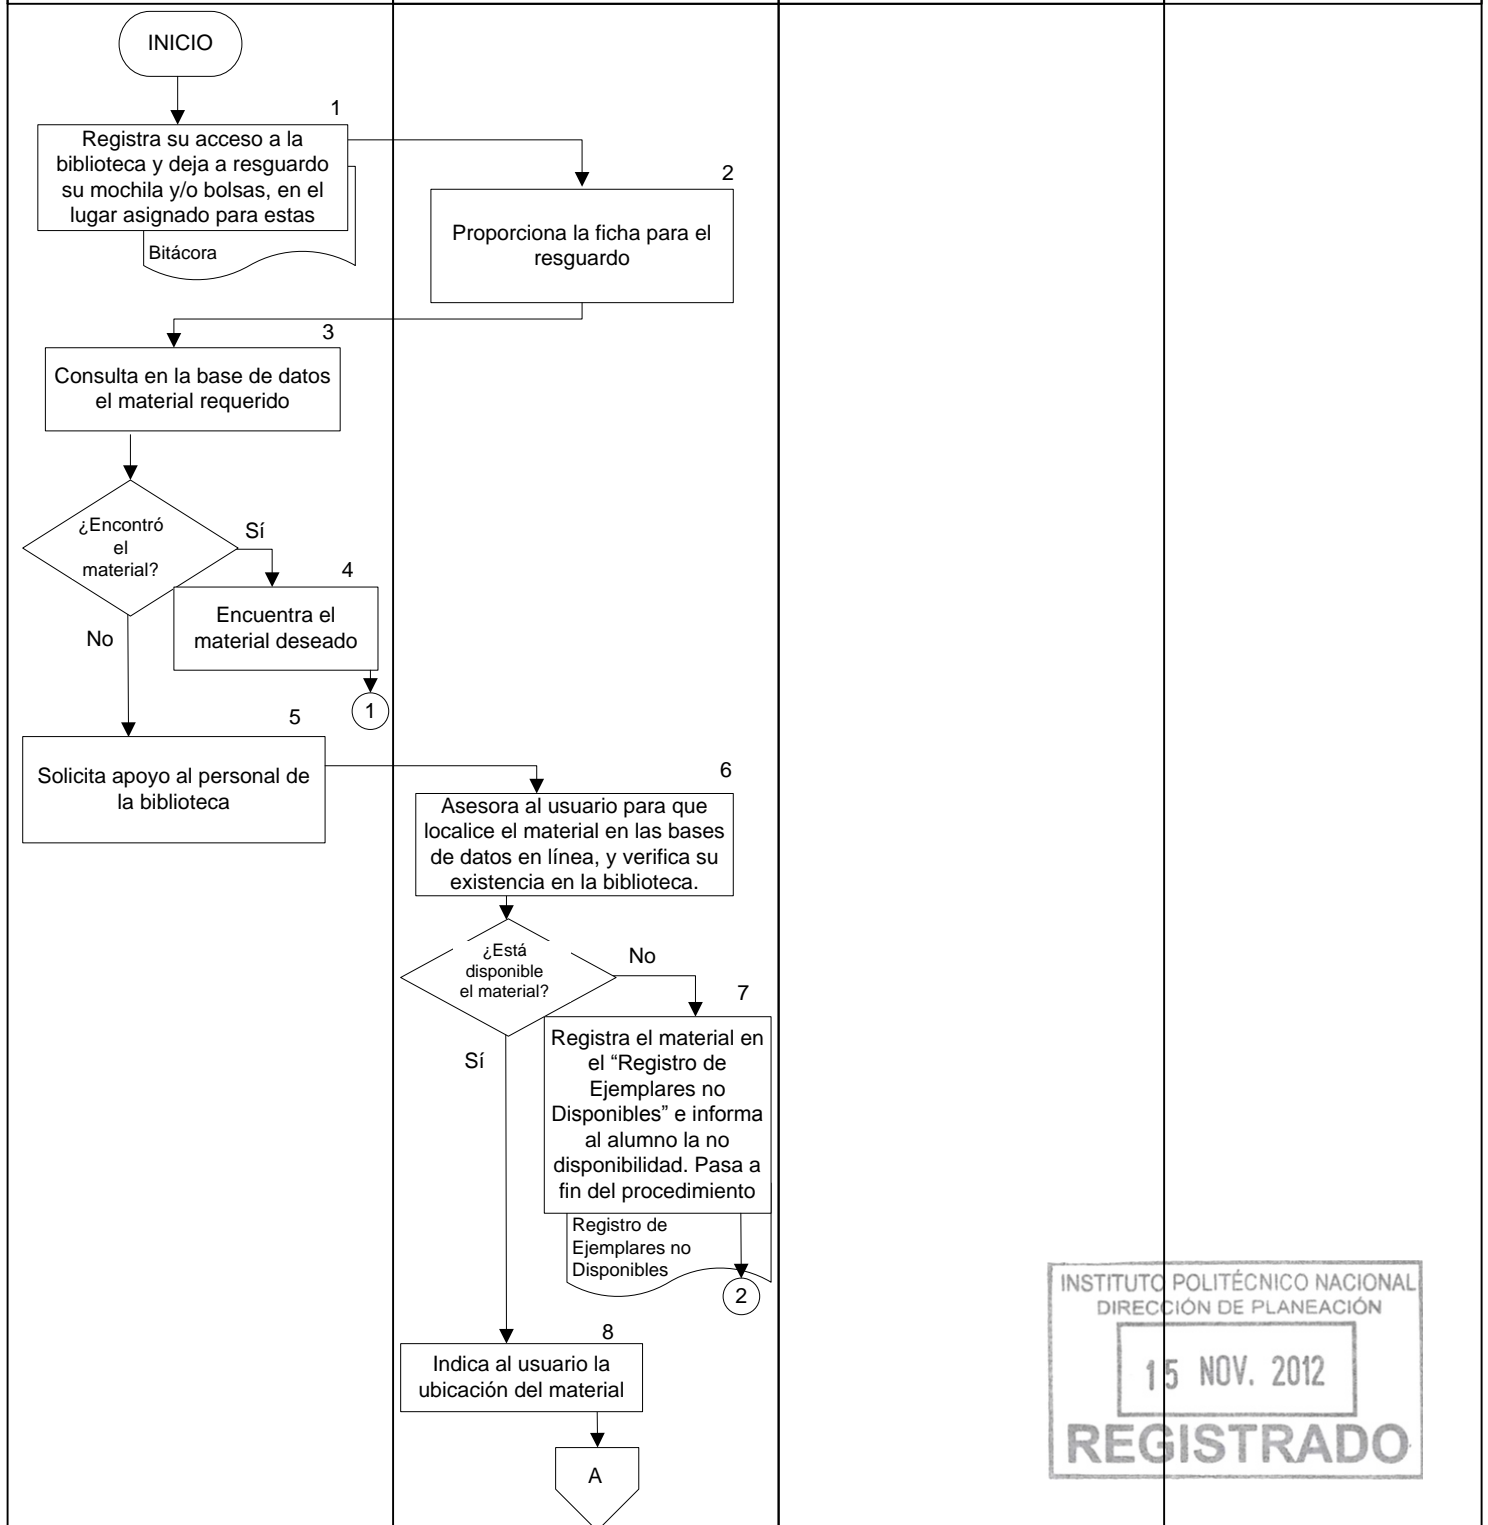 INICIO
1
Registra su acceso a la
biblioteca y deja a resguardo
su mochila y/o bolsas, en el
lugar asignado para estas
Bitácora
2
Proporciona la ficha para el
resguardo
3
Consulta en la base de datos
el material requerido
¿Encontró
el
material?
Sí
No
4
Encuentra el
material deseado
1
5
Solicita apoyo al personal de
la biblioteca
6
Asesora al usuario para que
localice el material en las bases
de datos en línea, y verifica su
existencia en la biblioteca.
¿Está
disponible
el material?
No
Sí
7
Registra el material en
el “Registro de
Ejemplares no
Disponibles” e informa
al alumno la no
disponibilidad. Pasa a
fin del procedimiento
Registro de
Ejemplares no
Disponibles
2
8
Indica al usuario la
ubicación del material
A
INSTITUTO POLITÉCNICO NACIONAL
DIRECCIÓN DE PLANEACIÓN
15 NOV. 2012
REGISTRADO